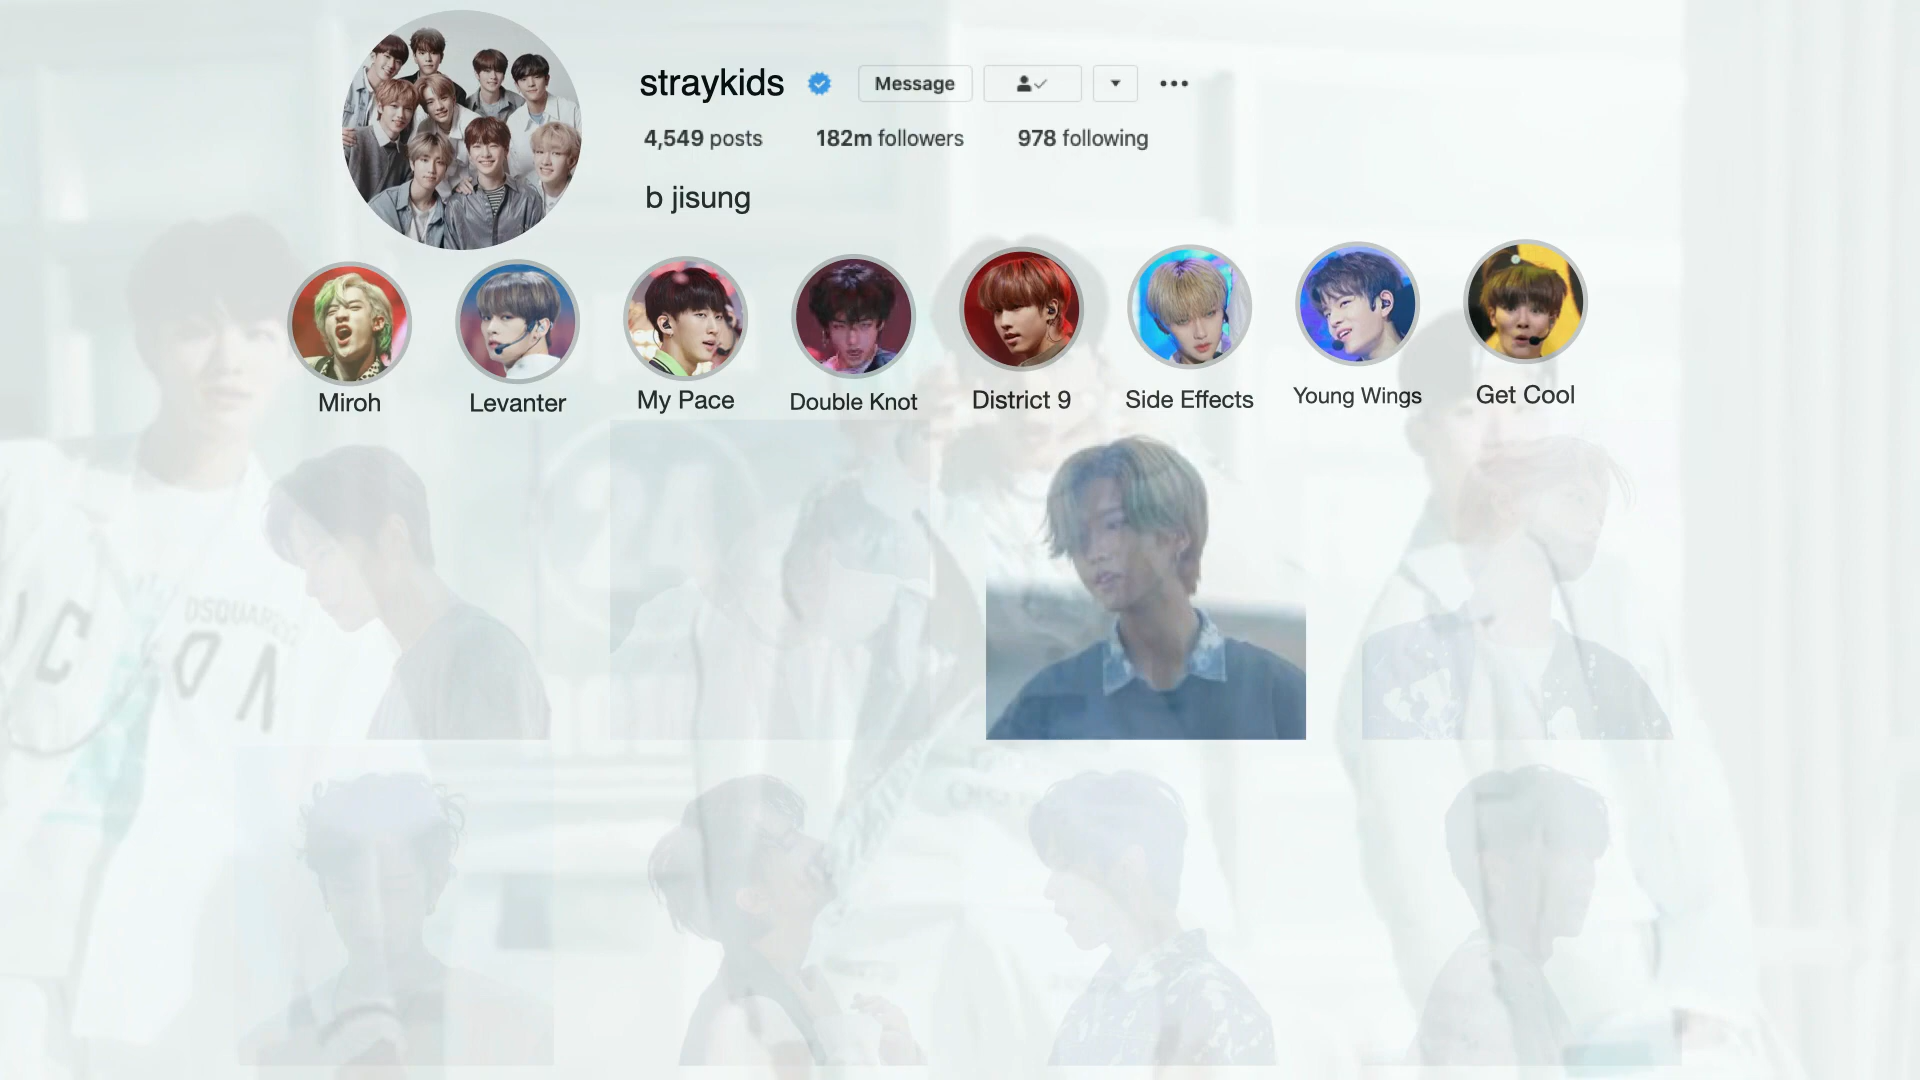 straykids
Message
4,549 posts 182m followers 978 following
b jisung
Miroh Levanter My Pace Double Knot District 9 Side Effects Young Wings Get Cool